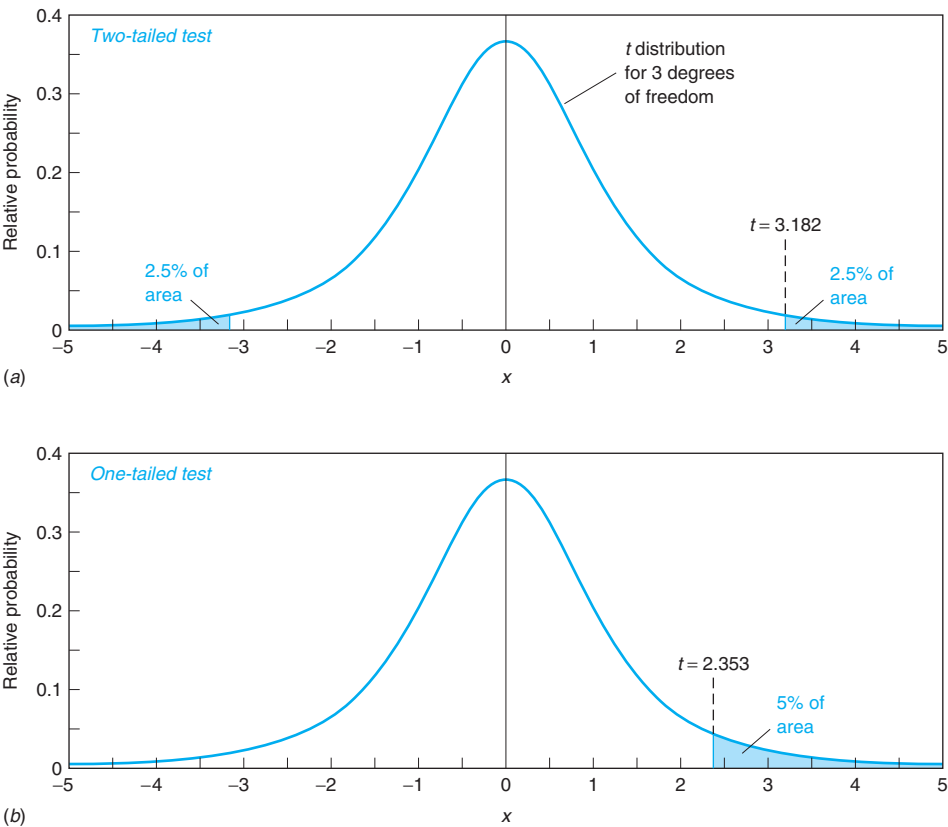 Two-tailed test
t distribution
for 3 degrees
of freedom
t = 3.182
2.5% of
area
2.5% of
area
Relative probability
0.4
0.3
0.2
0.1
0
–5 –4 –3 –2 –1 0 1 2 3 4 5
x
(a)
One-tailed test
t = 2.353
5% of
area
Relative probability
0.4
0.3
0.2
0.1
0
–5 –4 –3 –2 –1 0 1 2 3 4 5
x
(b)